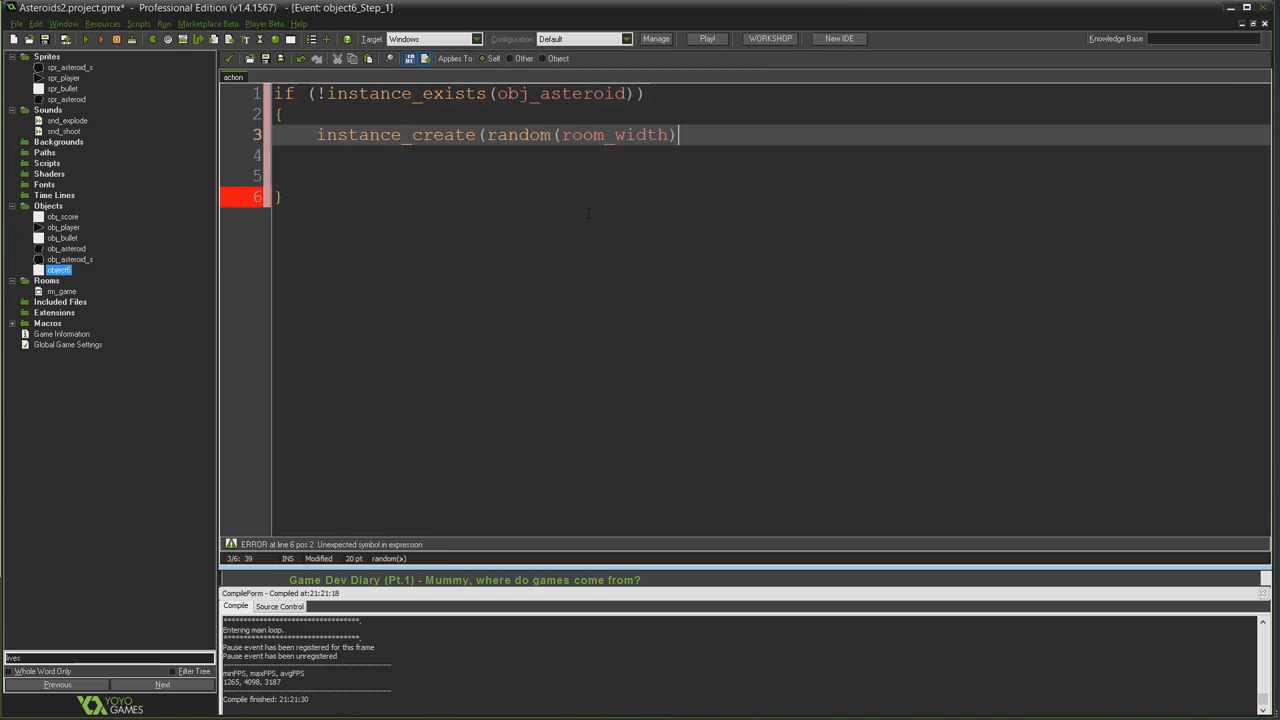 Asteroids2.project.gmx* - Professional Edition (v1.4.1567) - [Event: object6_Step_1]
File Edit Window Resources Scripts Run Marketplace Beta Player Beta Help
Target Windows Configuration: Default Manage Play! WORKSHOP New IDE Knowledge Base
Sprites
spr_asteroid_s
spr_player
spr_bullet
spr_asteroid
Sounds
snd_explode
snd_shoot
Backgrounds
Paths
Scripts
Shaders
Fonts
Time Lines
Objects
obj_score
obj_player
obj_bullet
obj_asteroid
obj_asteroid_s
object6
Rooms
rm_game
Included Files
Extensions
Macros
Game Information
Global Game Settings
lives
Whole Word Only Filter Tree
Previous Next
YOYO
GAMES
Applies To Self Other Object
action
1 if (!instance_exists(obj_asteroid))
2 {
3 instance_create(random(room_width)
4
5
6 }
ERROR at line 6 pos 2 Unexpected symbol in expression
3/6: 39 INS Modified 20 pt random(x)
Game Dev Diary (Pt.1) - Mummy, where do games come from?
CompileForm - Compiled at:21:21:18
Compile Source Control
***********************************.
Entering main loop.
***********************************.
Pause event has been registered for this frame
Pause event has been unregistered
minFPS, maxFPS, avgFPS
1265, 4098, 3187
Compile finished: 21:21:30